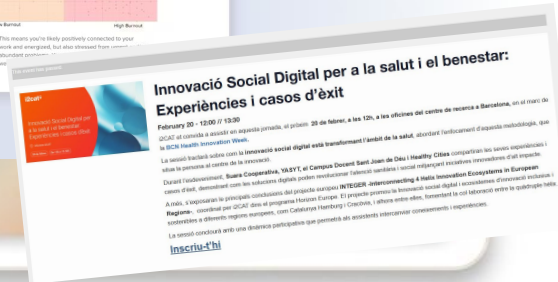 High Burnout
This means you're likely positively connected to your
work and energized, but also stressed from
i2cat
Innovació Social Digital per
a la salut i el benestar:
Experiències i casos d'èxit
Innovació Social Digital per a la salut i el benestar:
Experiències i casos d'èxit
February 20 - 12:00 // 13:30
i2CAT et convida a assistir en aquesta jornada, el pròxim 20 de febrer, a les 12h, a les oficines del centre de recerca a Barcelona, en el marc de
la BCN Health Innovation Week.
La sessió tractarà sobre com la innovació social digital està transformant l'àmbit de la salut, abordant l'enfocament d'aquesta metodologia, que
situa la persona al centre de la innovació.
Durant l'esdeveniment, Suara Cooperativa, YASYT, el Campus Docent Sant Joan de Déu i Healthy Cities compartiran les seves experiències i
casos d'èxit, demostrant com les solucions digitals poden revolucionar l'atenció sanitària i social mitjançant iniciatives innovadores d'alt impacte.
A més, s'exposaran le principals conclusions del projecte europeu INTEGER -Interconnecting 4 Helix Innovation Ecosystems in European
Regions-, coordinat per i2CAT dins el programa Horizon Europe. El projecte promou la innovació social digital i ecosistemes d'innovació inclusius i
sostenibles a diferents regions europees, com Catalunya Hamburg i Cracòvia, i alhora entre elles, fomentant la col·laboració entre la quàdruple hèlix.
La sessió conclourà amb una dinàmica participativa que permetrà als assistents interconnectar coneixements i experiències.
Inscriu-t'hi